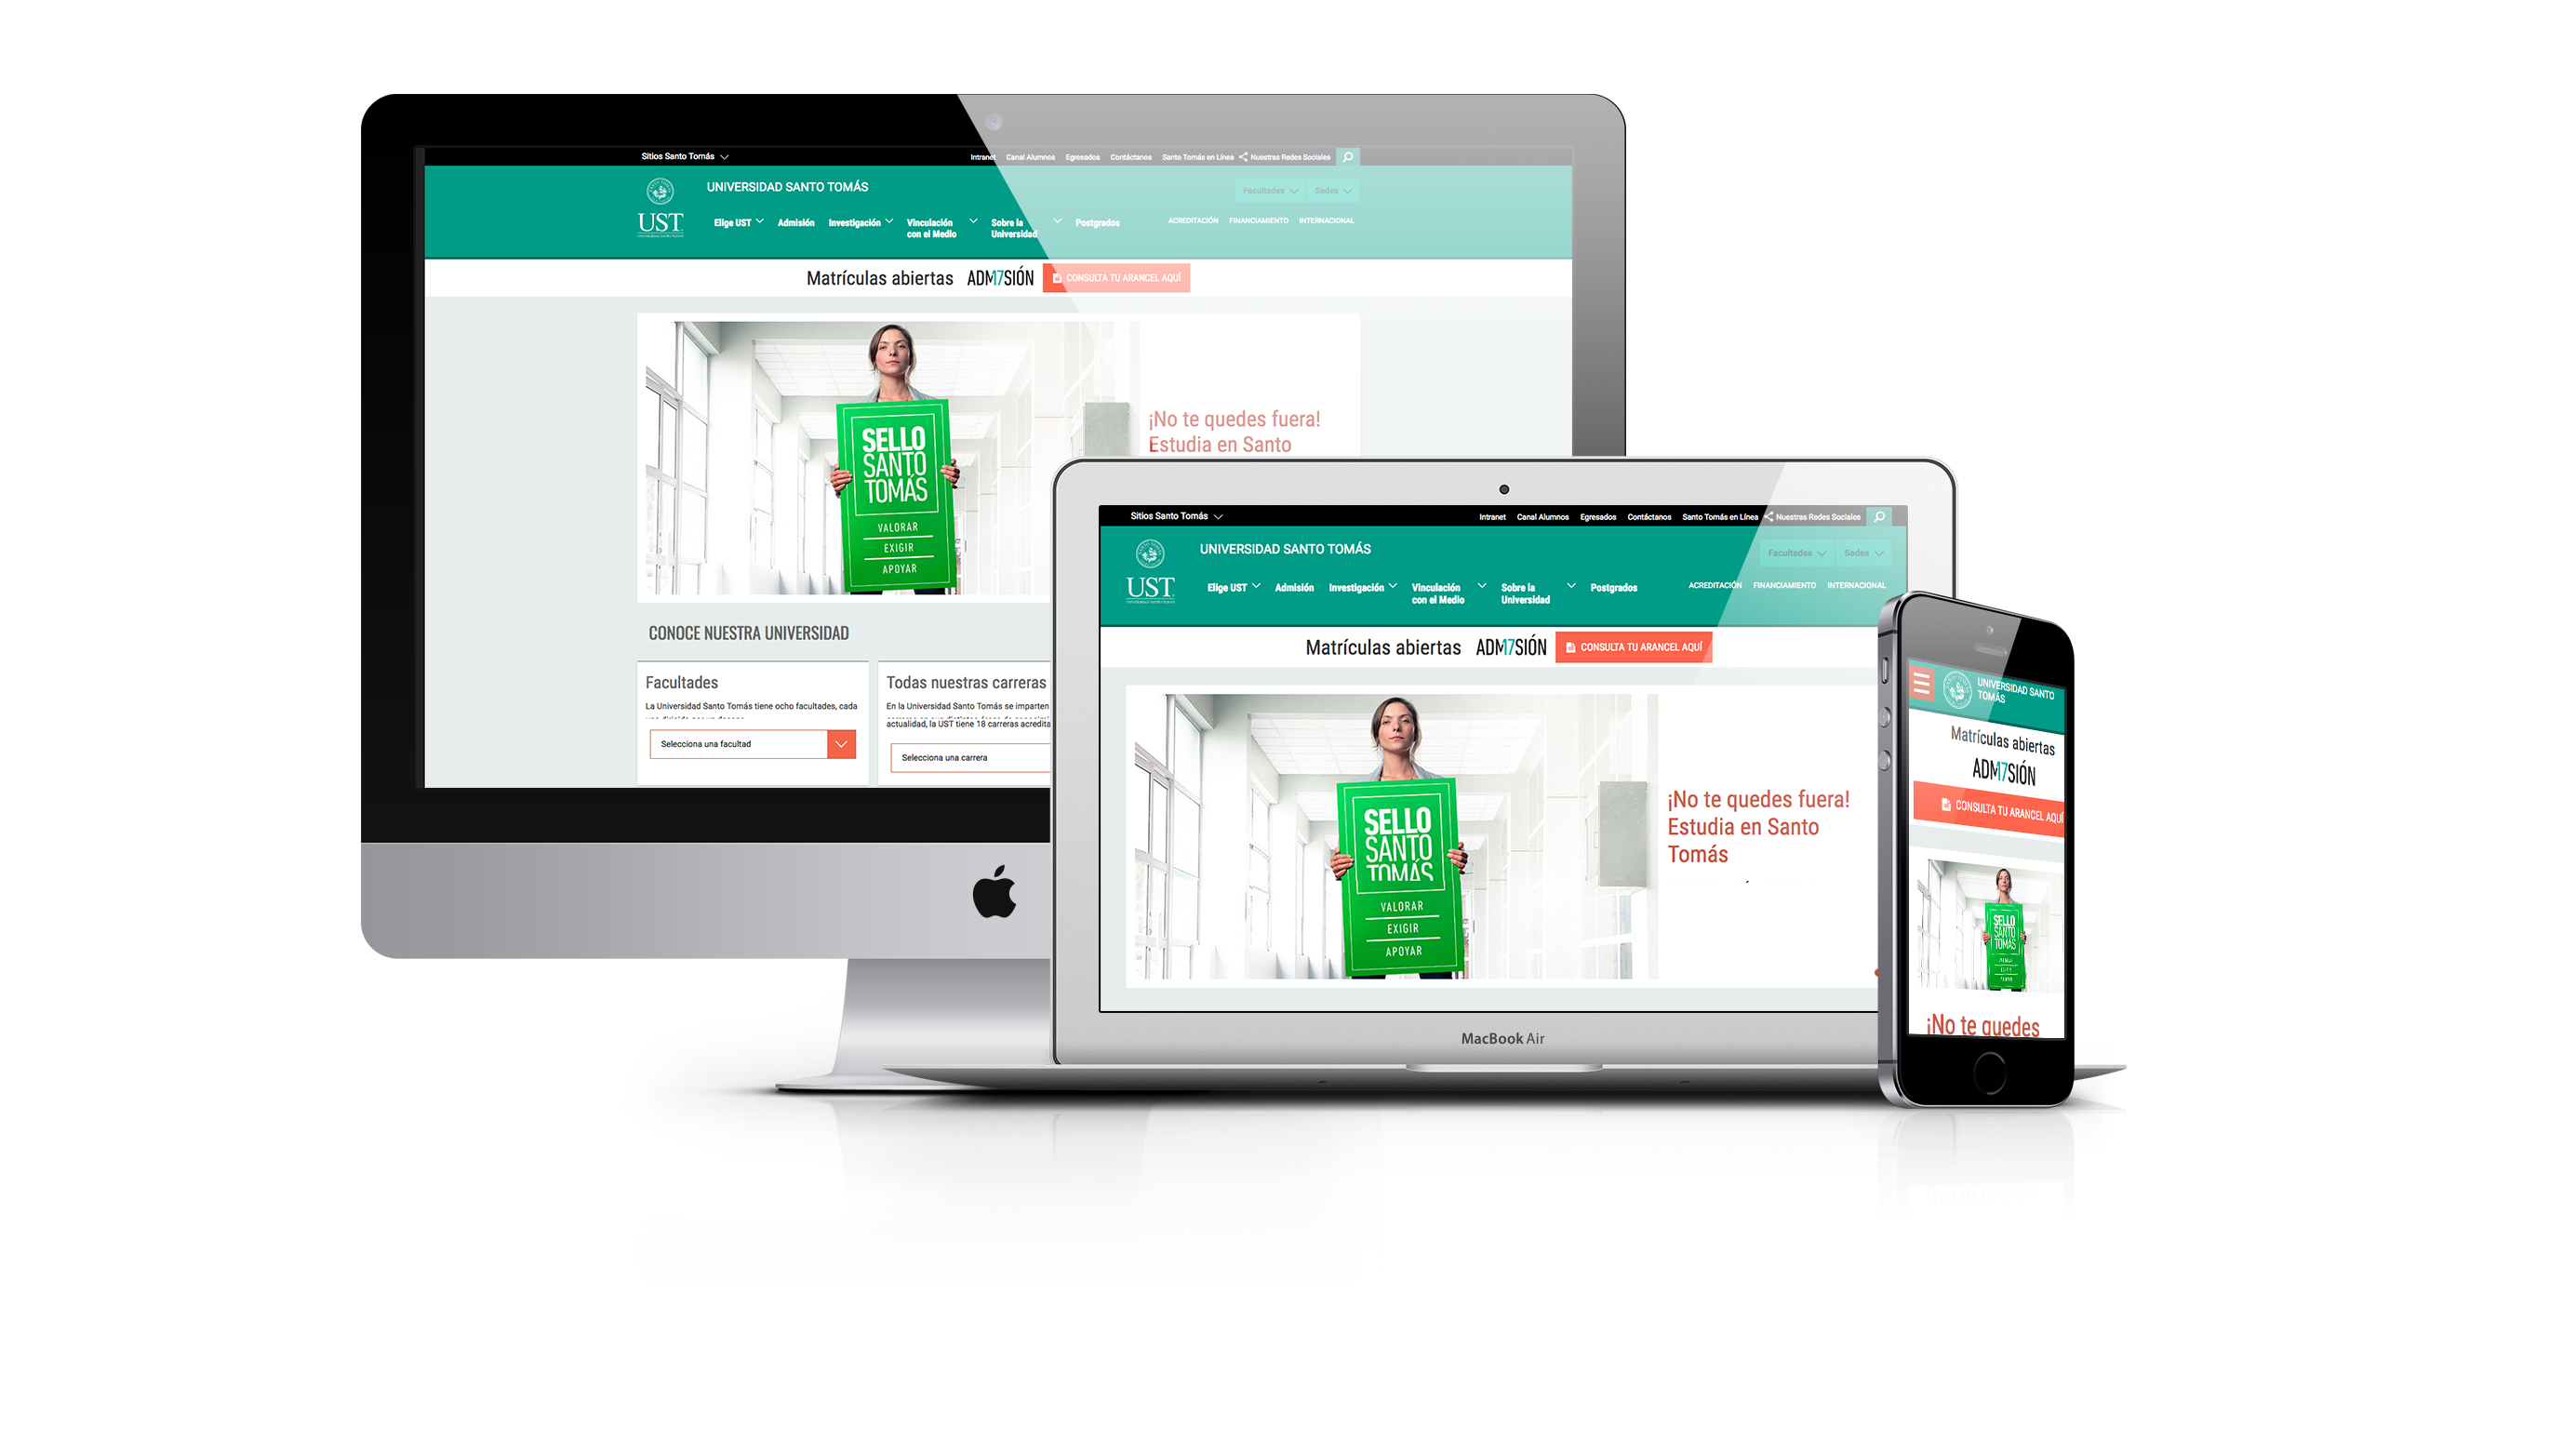 Sitios Santo Tomás
Intranet Canal Alumnos Egresados Contáctanos Santo Tomás en Línea Nuestras Redes Sociales
UNIVERSIDAD SANTO TOMÁS
Facultades Sedes
UST
Elige UST Admisión Investigación Vinculación con el Medio Sobre la Universidad Postgrados
ACREDITACIÓN FINANCIAMIENTO INTERNACIONAL
Matrículas abiertas ADM17SIÓN CONSULTA TU ARANCEL AQUÍ
SELLO
SANTO
TOMÁS
VALORAR
EXIGIR
APOYAR
¡No te quedes fuera!
Estudia en Santo
CONOCE NUESTRA UNIVERSIDAD
Facultades
La Universidad Santo Tomás tiene ocho facultades, cada
Selecciona una facultad
Todas nuestras carreras
En la Universidad Santo Tomás se imparten
actualidad, la UST tiene 18 carreras acredita
Selecciona una carrera
Sitios Santo Tomás
Intranet Canal Alumnos Egresados Contáctanos Santo Tomás en Línea Nuestras Redes Sociales
UNIVERSIDAD SANTO TOMÁS
Facultades Sedes
UST
Elige UST Admisión Investigación Vinculación con el Medio Sobre la Universidad Postgrados
ACREDITACIÓN FINANCIAMIENTO INTERNACIONAL
Matrículas abiertas ADM17SIÓN CONSULTA TU ARANCEL AQUÍ
SELLO
SANTO
TOMÁS
VALORAR
EXIGIR
APOYAR
¡No te quedes fuera!
Estudia en Santo
Tomás
MacBook Air
UNIVERSIDAD SANTO
TOMÁS
Matrículas abiertas
ADM17SIÓN
CONSULTA TU ARANCEL AQUÍ
SELLO
SANTO
TOMÁS
¡No te quedes